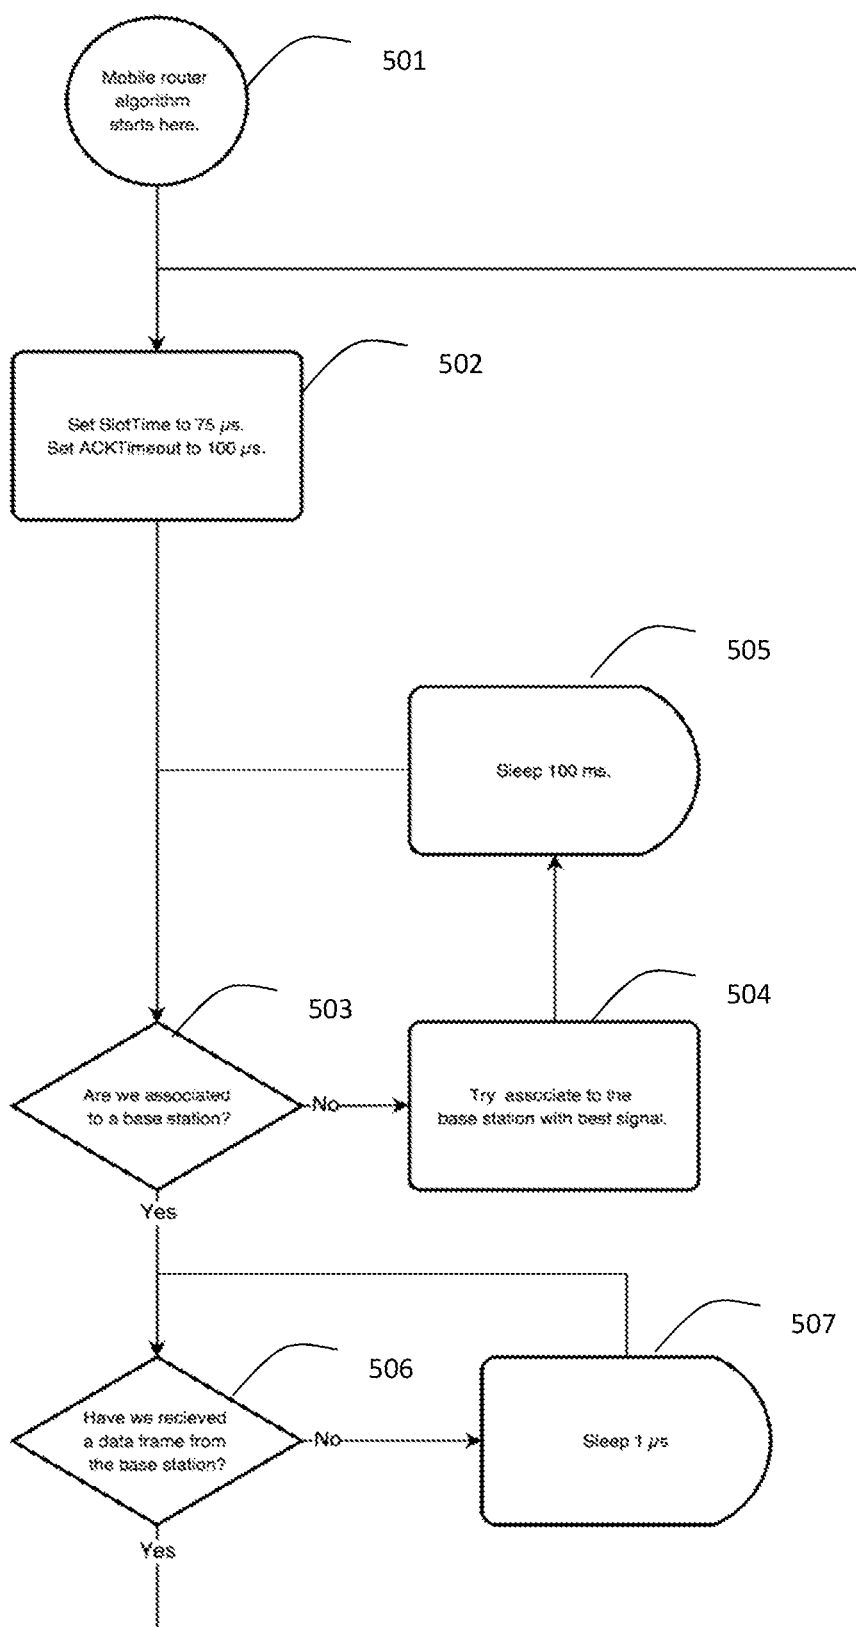 Mobile router
algorithm
starts here.
501
502
Set SlotTime to 75 µs.
Set ACKTimeout to 100 µs.
505
Sleep 100 ms.
503
504
Are we associated
to a base station?
No
Try associate to the
base station with best signal.
Yes
507
506
Have we recieved
a data frame from
the base station?
No
Sleep 1 µs
Yes